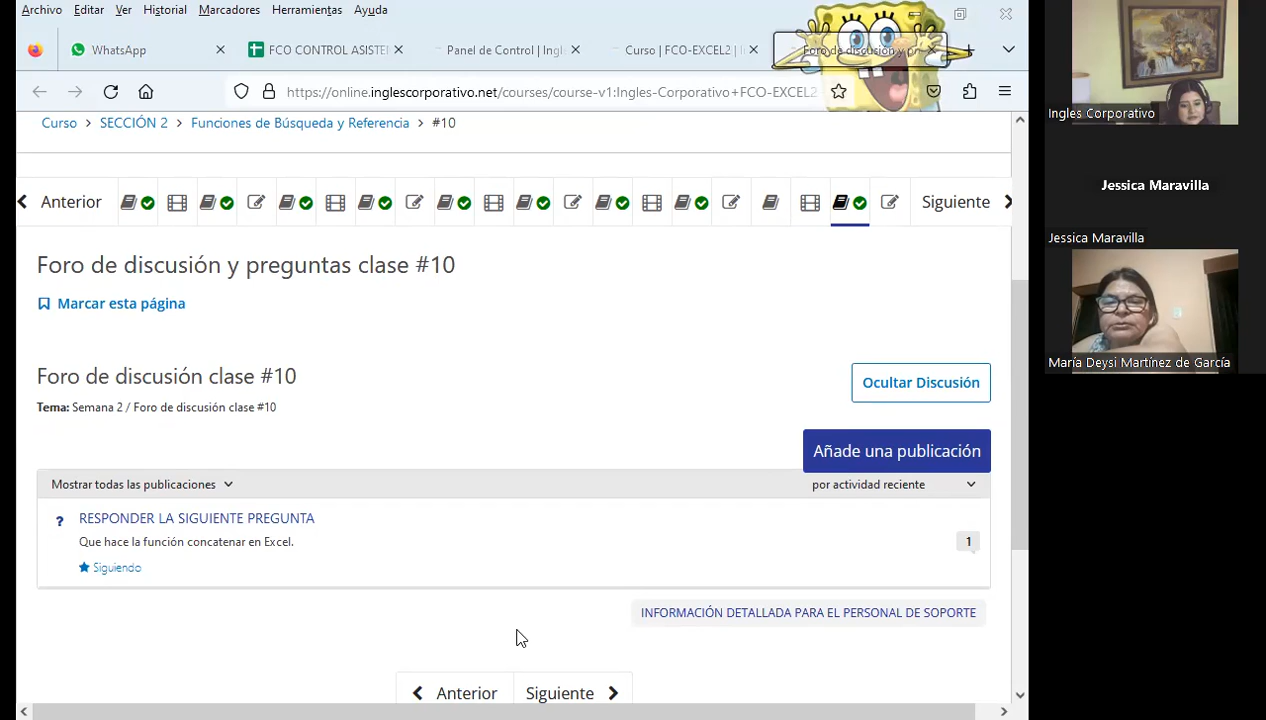 Archivo Editar Ver Historial Marcadores Herramientas Ayuda
WhatsApp FCO CONTROL ASISTE Panel de Control | Ingl Curso | FCO-EXCEL2 | Foro de discusión y pr
https://online.inglescorporativo.net/courses/course-v1:Ingles-Corporativo+FCO-EXCEL2
Curso SECCIÓN 2 Funciones de Búsqueda y Referencia #10
Anterior Siguiente
Foro de discusión y preguntas clase #10
Marcar esta página
Foro de discusión clase #10
Ocultar Discusión
Tema: Semana 2 / Foro de discusión clase #10
Añade una publicación
Mostrar todas las publicaciones por actividad reciente
? RESPONDER LA SIGUIENTE PREGUNTA
Que hace la función concatenar en Excel.
1
Siguiendo
INFORMACIÓN DETALLADA PARA EL PERSONAL DE SOPORTE
Anterior Siguiente
Ingles Corporativo
Jessica Maravilla
Jessica Maravilla
María Deysi Martínez de García